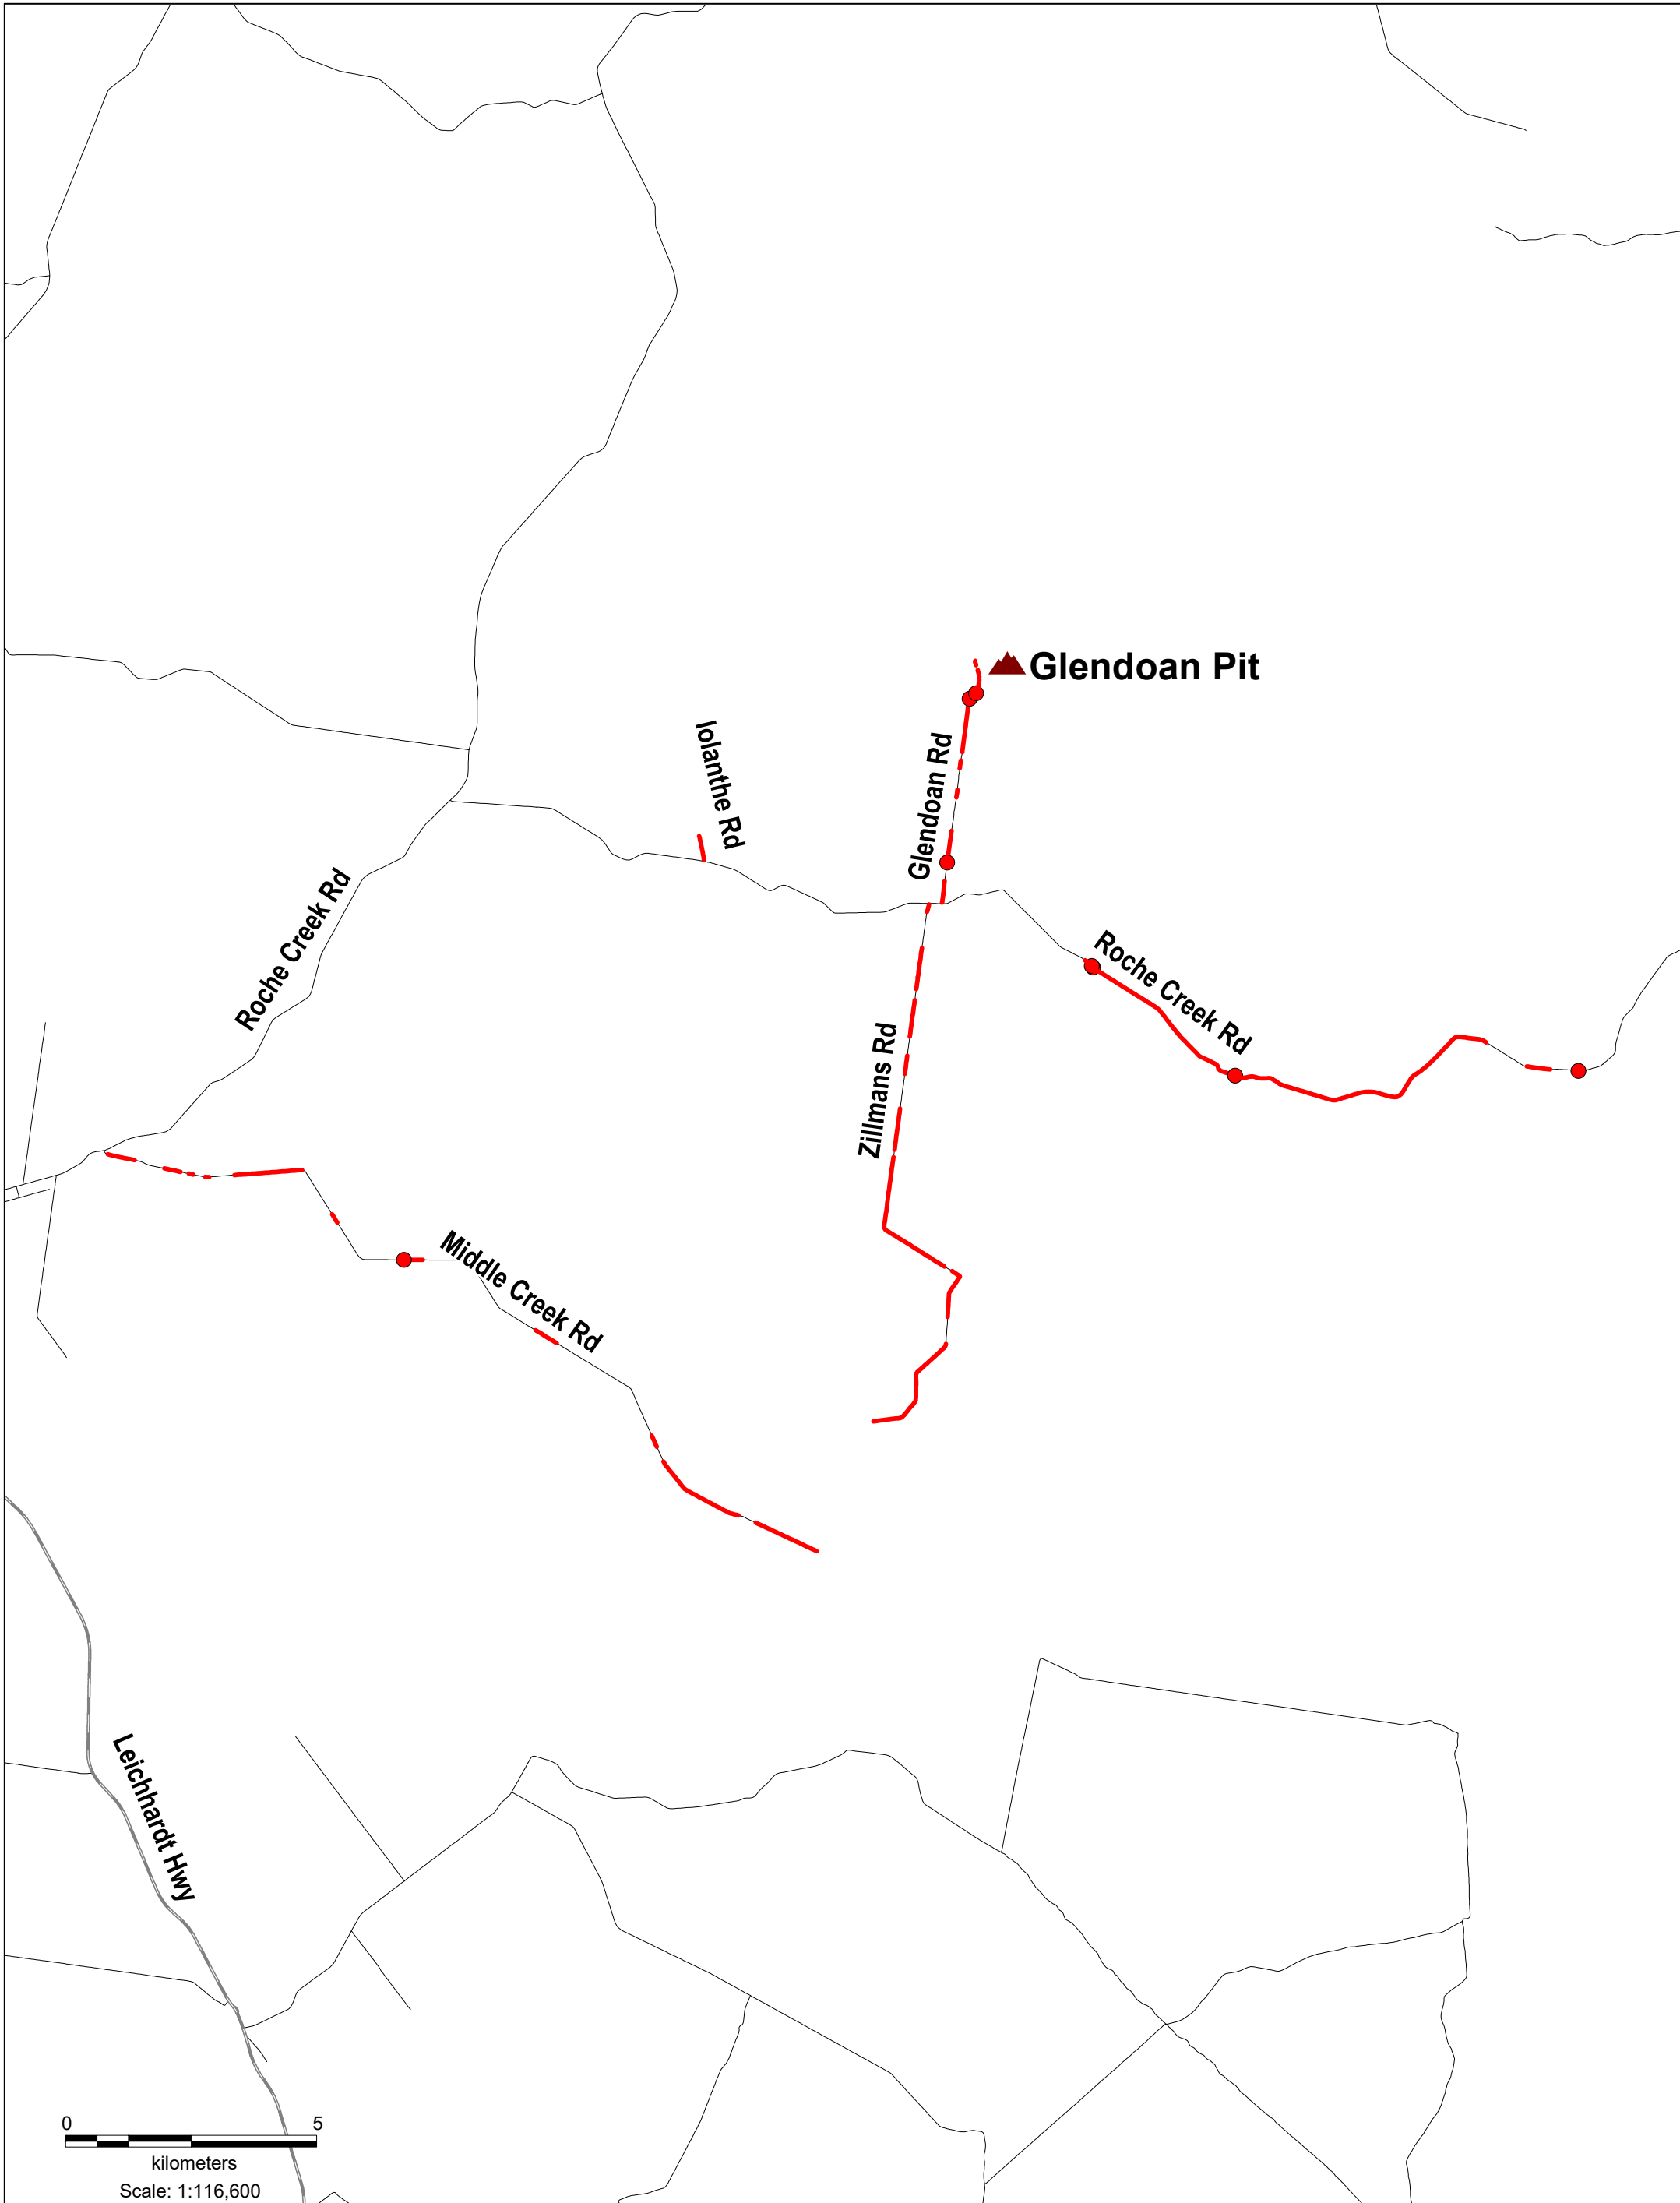 Glendoan Pit
Iolanthe Rd
Glendoan Rd
Roche Creek Rd
Roche Creek Rd
Zillmans Rd
Middle Creek Rd
Leichhardt Hwy
0 5
kilometers
Scale: 1:116,600